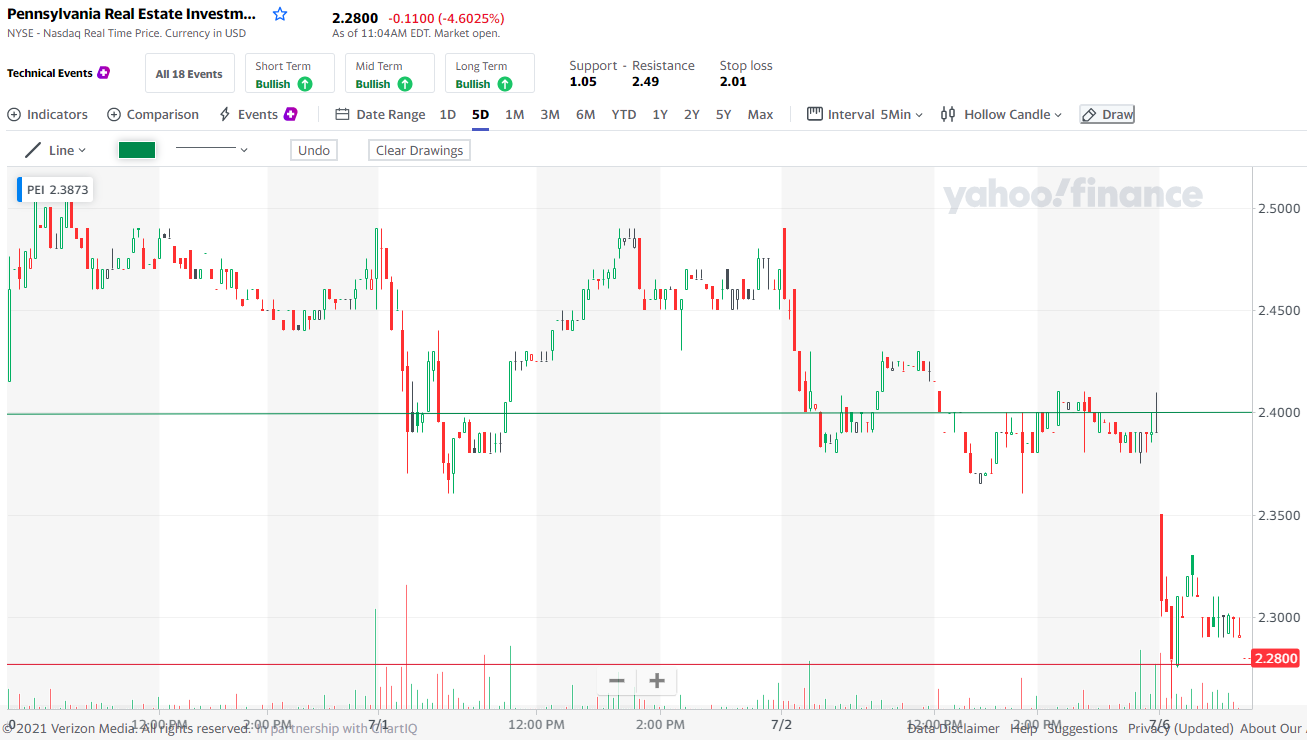 Pennsylvania Real Estate Investm...
2.2800 -0.1100 (-4.6025%)
NYSE - Nasdaq Real Time Price. Currency in USD
As of 11:04AM EDT. Market open.
Technical Events
All 18 Events
Short Term
Bullish
Mid Term
Bullish
Long Term
Bullish
Support - Resistance
1.05 2.49
Stop loss
2.01
Indicators Comparison Events Date Range 1D 5D 1M 3M 6M YTD 1Y 2Y 5Y Max Interval 5Min Hollow Candle Draw
Line Undo Clear Drawings
PEI 2.3873
yahoo!finance
2.5000
2.4500
2.4000
2.3500
2.3000
2.2800
0 12:00 PM 2:00 PM 7/1 12:00 PM 2:00 PM 7/2 12:00 PM 2:00 PM 7/6
© 2021 Verizon Media. All rights reserved. In partnership with ChartIQ
Data Disclaimer Help Suggestions Privacy (Updated) About Our